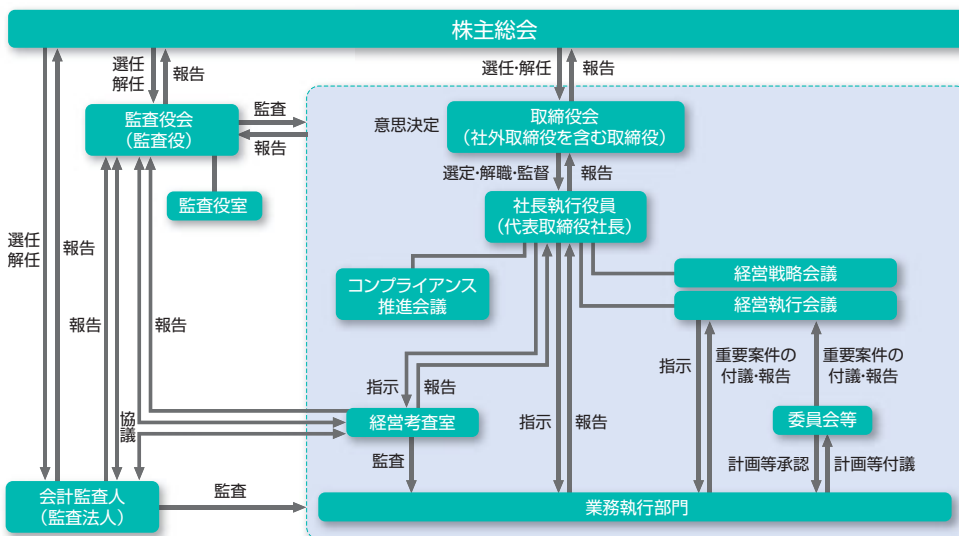 株主総会
選任
解任
報告
選任・解任
報告
監査役会
（監査役）
監査
報告
意思決定
取締役会
（社外取締役を含む取締役）
選定・解職・監督
報告
監査役室
社長執行役員
（代表取締役社長）
選任
解任
報告
コンプライアンス
推進会議
経営戦略会議
経営執行会議
報告
報告
指示
報告
指示
重要案件の
付議・報告
重要案件の
付議・報告
協議
経営考査室
指示
報告
委員会等
監査
計画等承認
計画等付議
会計監査人
（監査法人）
監査
業務執行部門